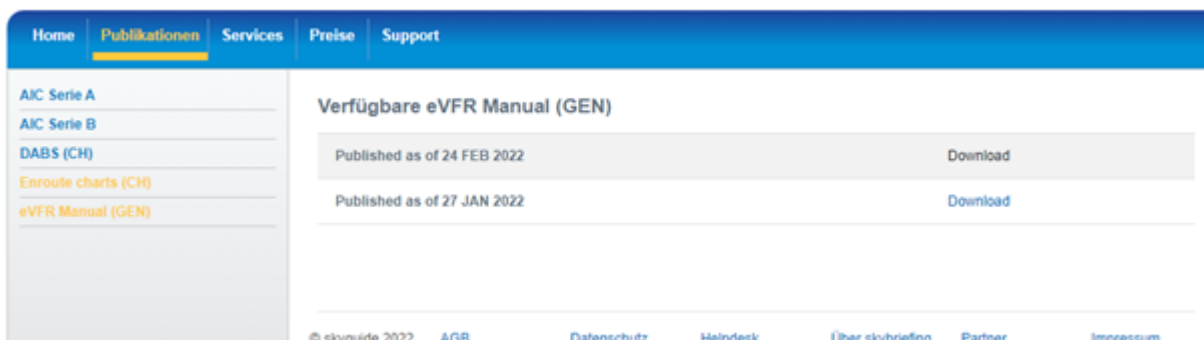 Home Publikationen Services Preise Support
AIC Serie A
AIC Serie B
DABS (CH)
Enroute charts (CH)
eVFR Manual (GEN)
Verfügbare eVFR Manual (GEN)
Published as of 24 FEB 2022 Download
Published as of 27 JAN 2022 Download
© skyguide 2022 AGB Datenschutz Helpdesk Über skybriefing Partner Impressum